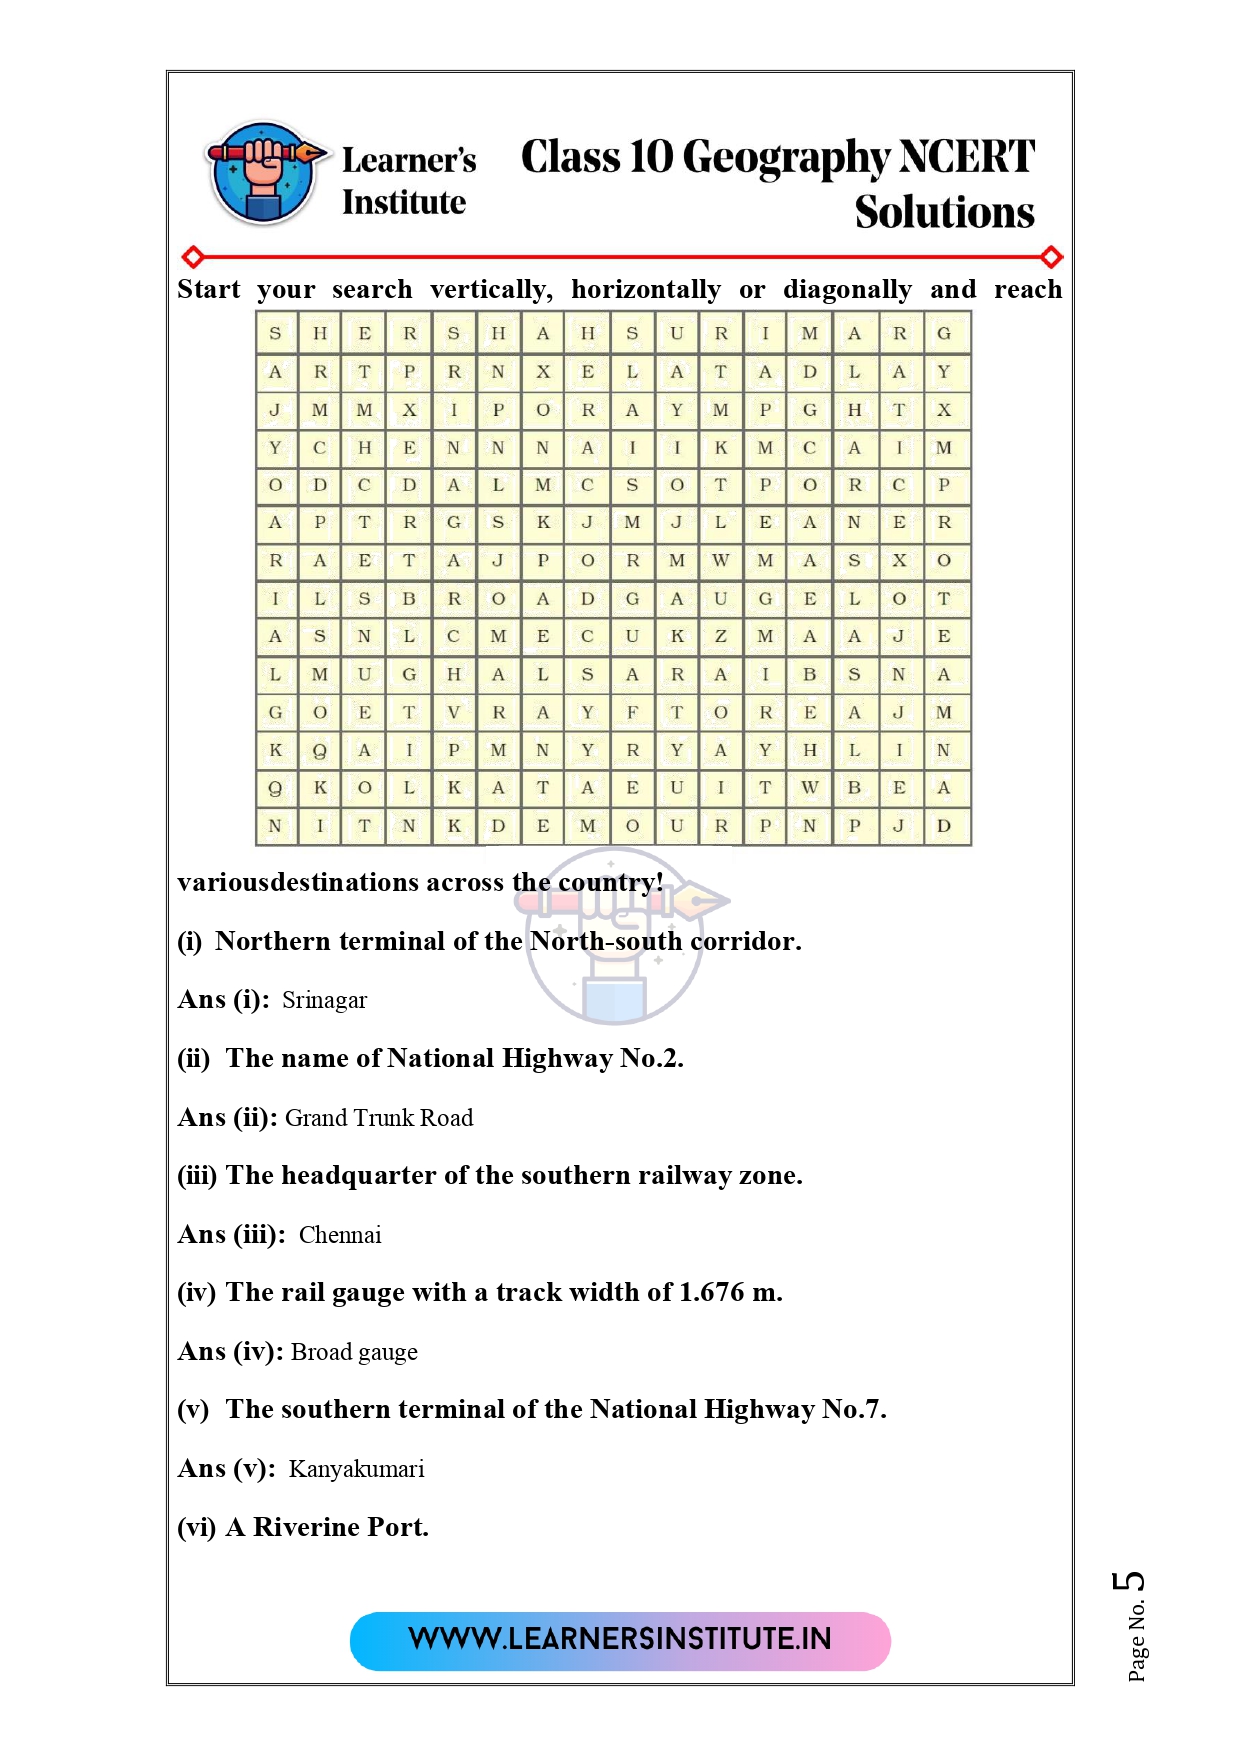 Learner's
Institute
Class 10 Geography NCERT
Solutions
Start your search vertically, horizontally or diagonally and reach
S H E R S H A H S U R I M A R G
A R T P R N X E L A T A D L A Y
J M M X I P O R A Y M P G H T X
Y C H E N N N A I I K M C A I M
O D C D A L M C S O T P O R C P
A P T R G S K J M J L E A N E R
R A E T A J P O R M W M A S X O
I L S B R O A D G A U G E L O T
A S N L C M E C U K Z M A A J E
L M U G H A L S A R A I B S N A
G O E T V R A Y F T O R E A J M
K Q A I P M N Y R Y A Y H L I N
Q K O L K A T A E U I T W B E A
N I T N K D E M O U R P N P J D
variousdestinations across the country!
(i) Northern terminal of the North-south corridor.
Ans (i): Srinagar
(ii) The name of National Highway No.2.
Ans (ii): Grand Trunk Road
(iii) The headquarter of the southern railway zone.
Ans (iii): Chennai
(iv) The rail gauge with a track width of 1.676 m.
Ans (iv): Broad gauge
(v) The southern terminal of the National Highway No.7.
Ans (v): Kanyakumari
(vi) A Riverine Port.
WWW.LEARNERSINSTITUTE.IN
Page No. 5